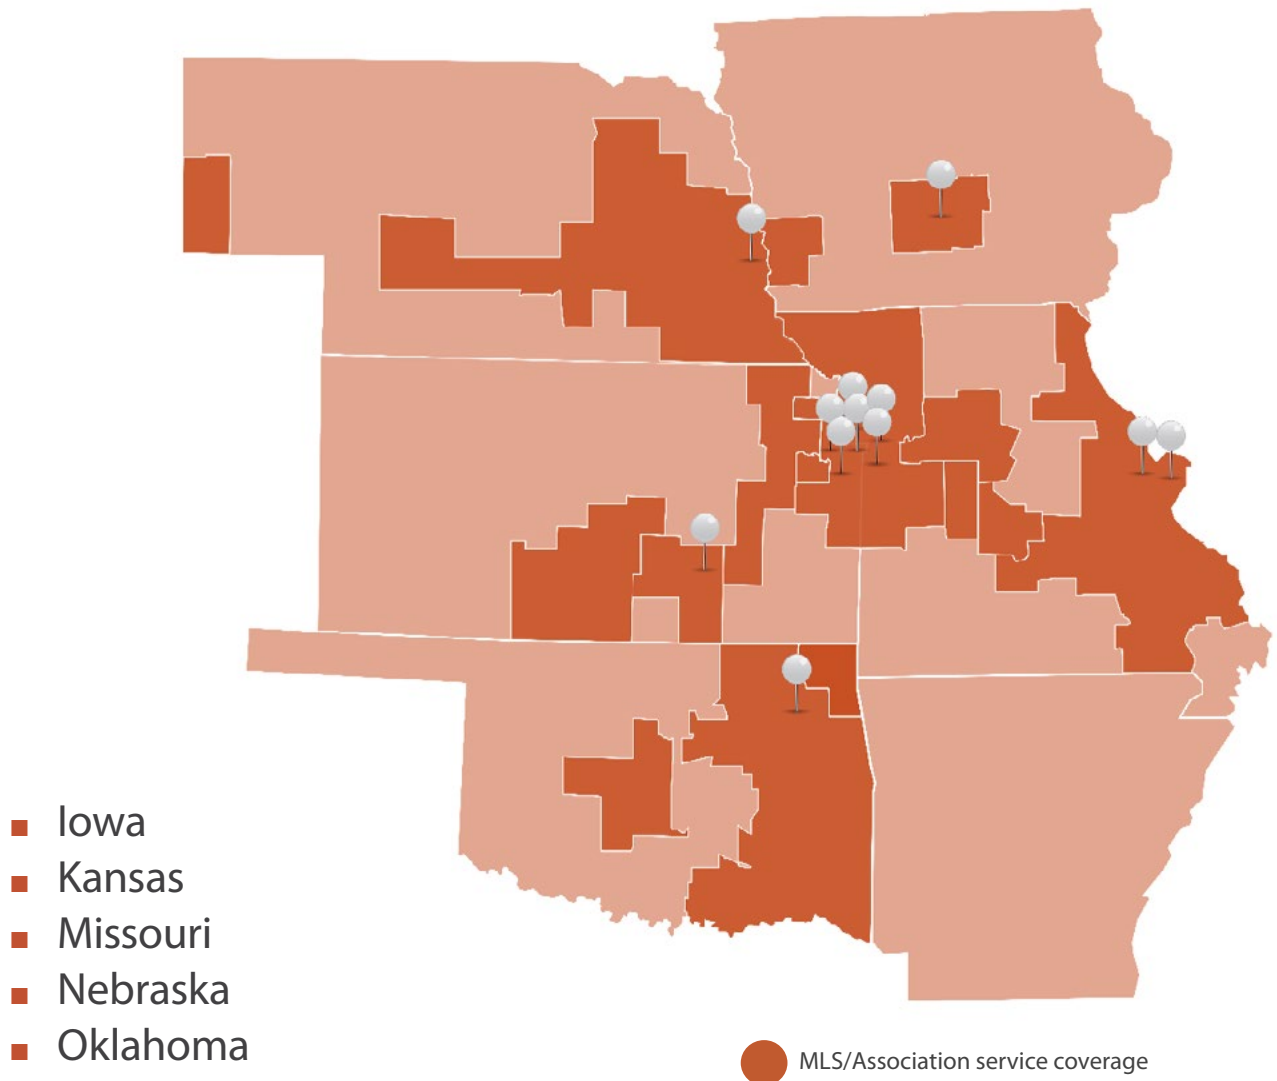 Iowa
Kansas
Missouri
Nebraska
Oklahoma
MLS/Association service coverage